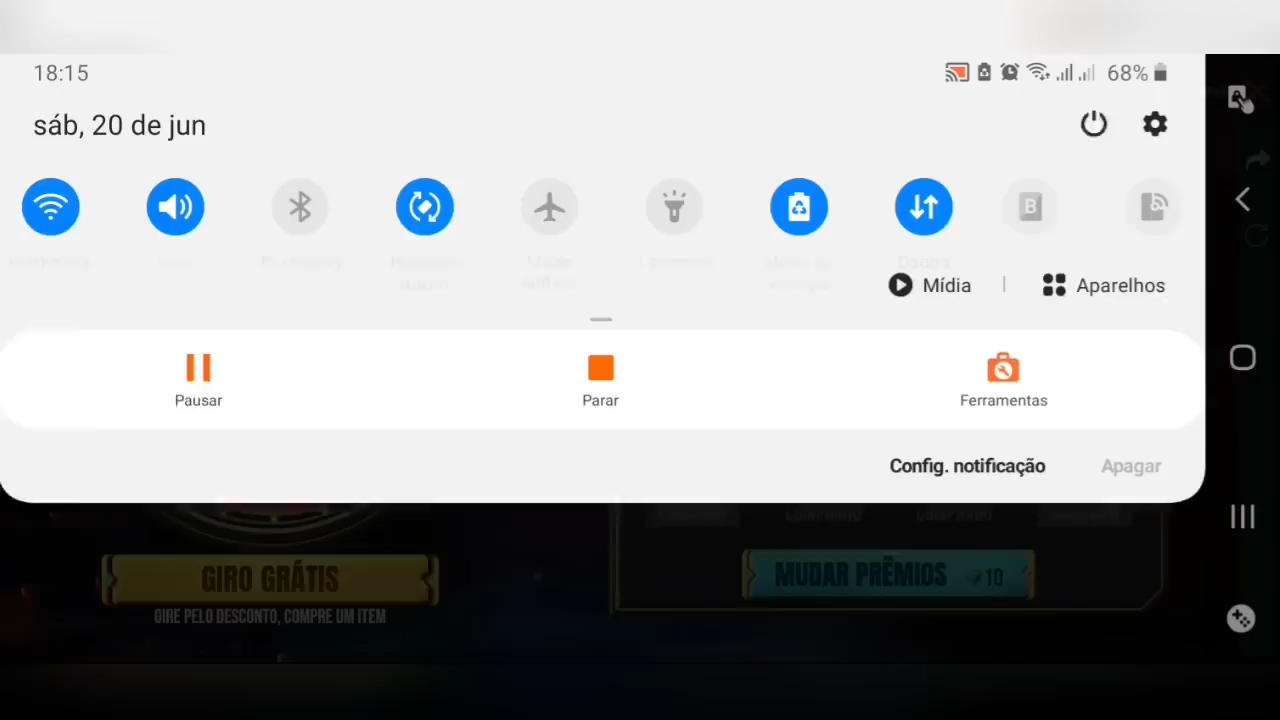 18:15
68%
sáb, 20 de jun
B
Mídia
Aparelhos
Pausar
Parar
Ferramentas
Config. notificação
Apagar
GIRO GRÁTIS
MUDAR PRÊMIOS 10
GIRE PELO DESCONTO, COMPRE UM ITEM